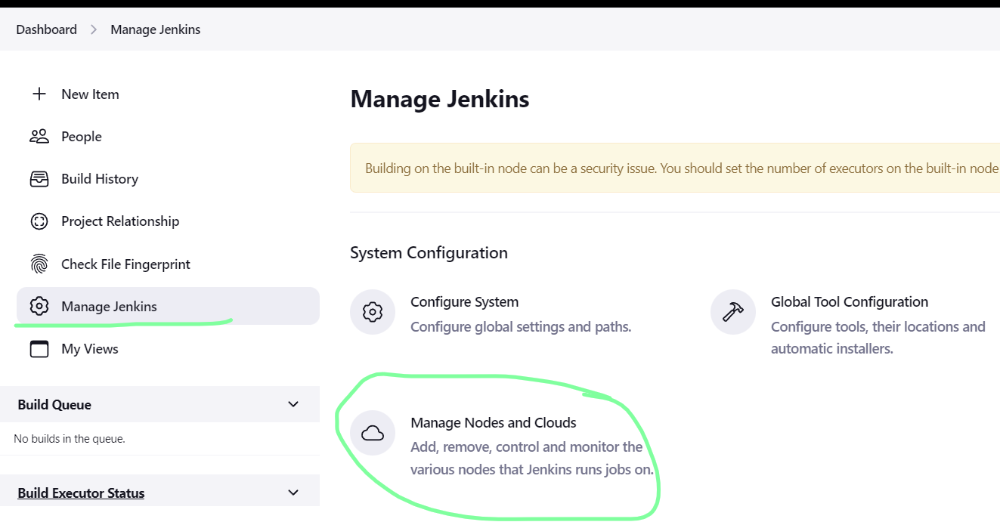 Dashboard > Manage Jenkins
New Item
People
Build History
Project Relationship
Check File Fingerprint
Manage Jenkins
My Views
Build Queue
No builds in the queue.
Build Executor Status
Manage Jenkins
Building on the built-in node can be a security issue. You should set the number of executors on the built-in node
System Configuration
Configure System
Configure global settings and paths.
Global Tool Configuration
Configure tools, their locations and
automatic installers.
Manage Nodes and Clouds
Add, remove, control and monitor the
various nodes that Jenkins runs jobs on.